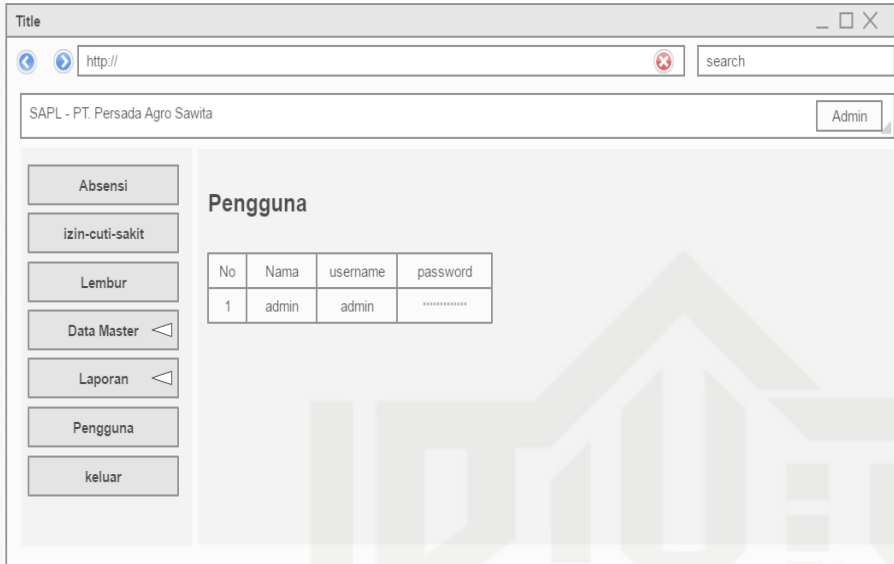 Title
http://
search
SAPL - PT. Persada Agro Sawita
Admin
Absensi
izin-cuti-sakit
Lembur
Data Master
Laporan
Pengguna
keluar
Pengguna
No Nama username password
1 admin admin *************